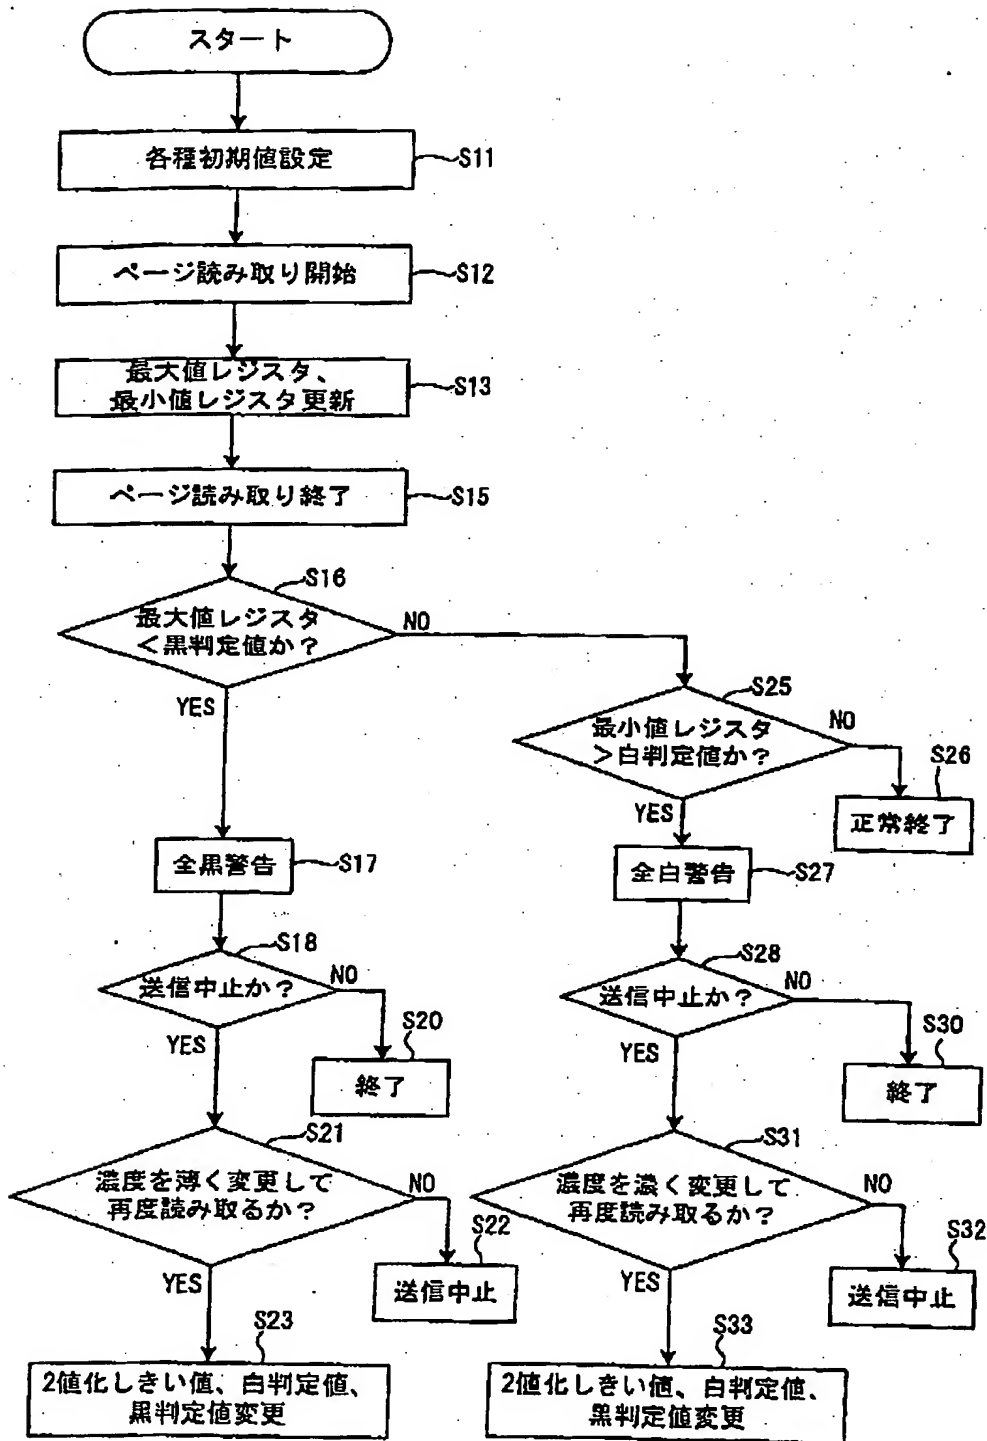 スタート
各種初期値設定
S11
ページ読み取り開始
S12
最大値レジスタ、
最小値レジスタ更新
S13
ページ読み取り終了
S15
S16
最大値レジスタ
<黒判定値か？
NO
YES
S25
最小値レジスタ
>白判定値か？
NO
YES
S26
正常終了
全黒警告
S17
全白警告
S27
S18
送信中止か？
NO
YES
S20
終了
S28
送信中止か？
NO
YES
S30
終了
S21
濃度を薄く変更して
再度読み取るか？
NO
YES
S22
送信中止
S31
濃度を濃く変更して
再度読み取るか？
NO
YES
S32
送信中止
S23
2値化しきい値、白判定値、
黒判定値変更
S33
2値化しきい値、白判定値、
黒判定値変更